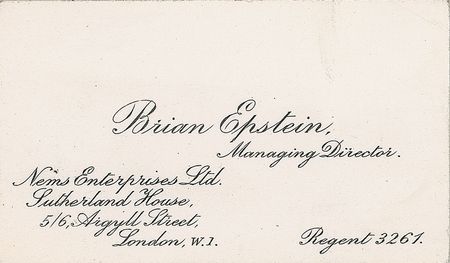 Brian Epstein,
Managing Director.
Nems Enterprises Ltd.
Sutherland House,
5/6, Argyll Street,
London, W.1.
Regent 3261.